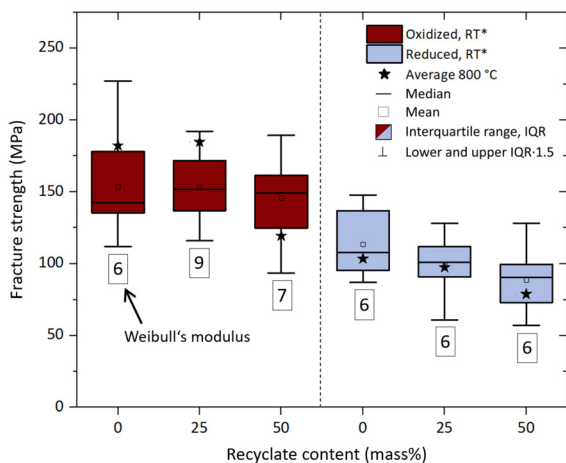 Oxidized, RT*
Reduced, RT*
Average 800 °C
Median
Mean
Interquartile range, IQR
Lower and upper IQR·1.5
Fracture strength (MPa)
250
200
150
100
50
0
6
9
7
6
6
6
Weibull's modulus
0
25
50
0
25
50
Recyclate content (mass%)